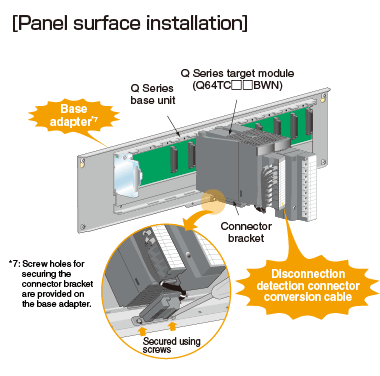 [Panel surface installation]
Q Series target module
(Q64TC□□BWN)
Q Series
base unit
Base
adapter*7
Connector
bracket
*7: Screw holes for
securing the
connector bracket
are provided on
the base adapter.
Disconnection
detection connector
conversion cable
Secured using
screws